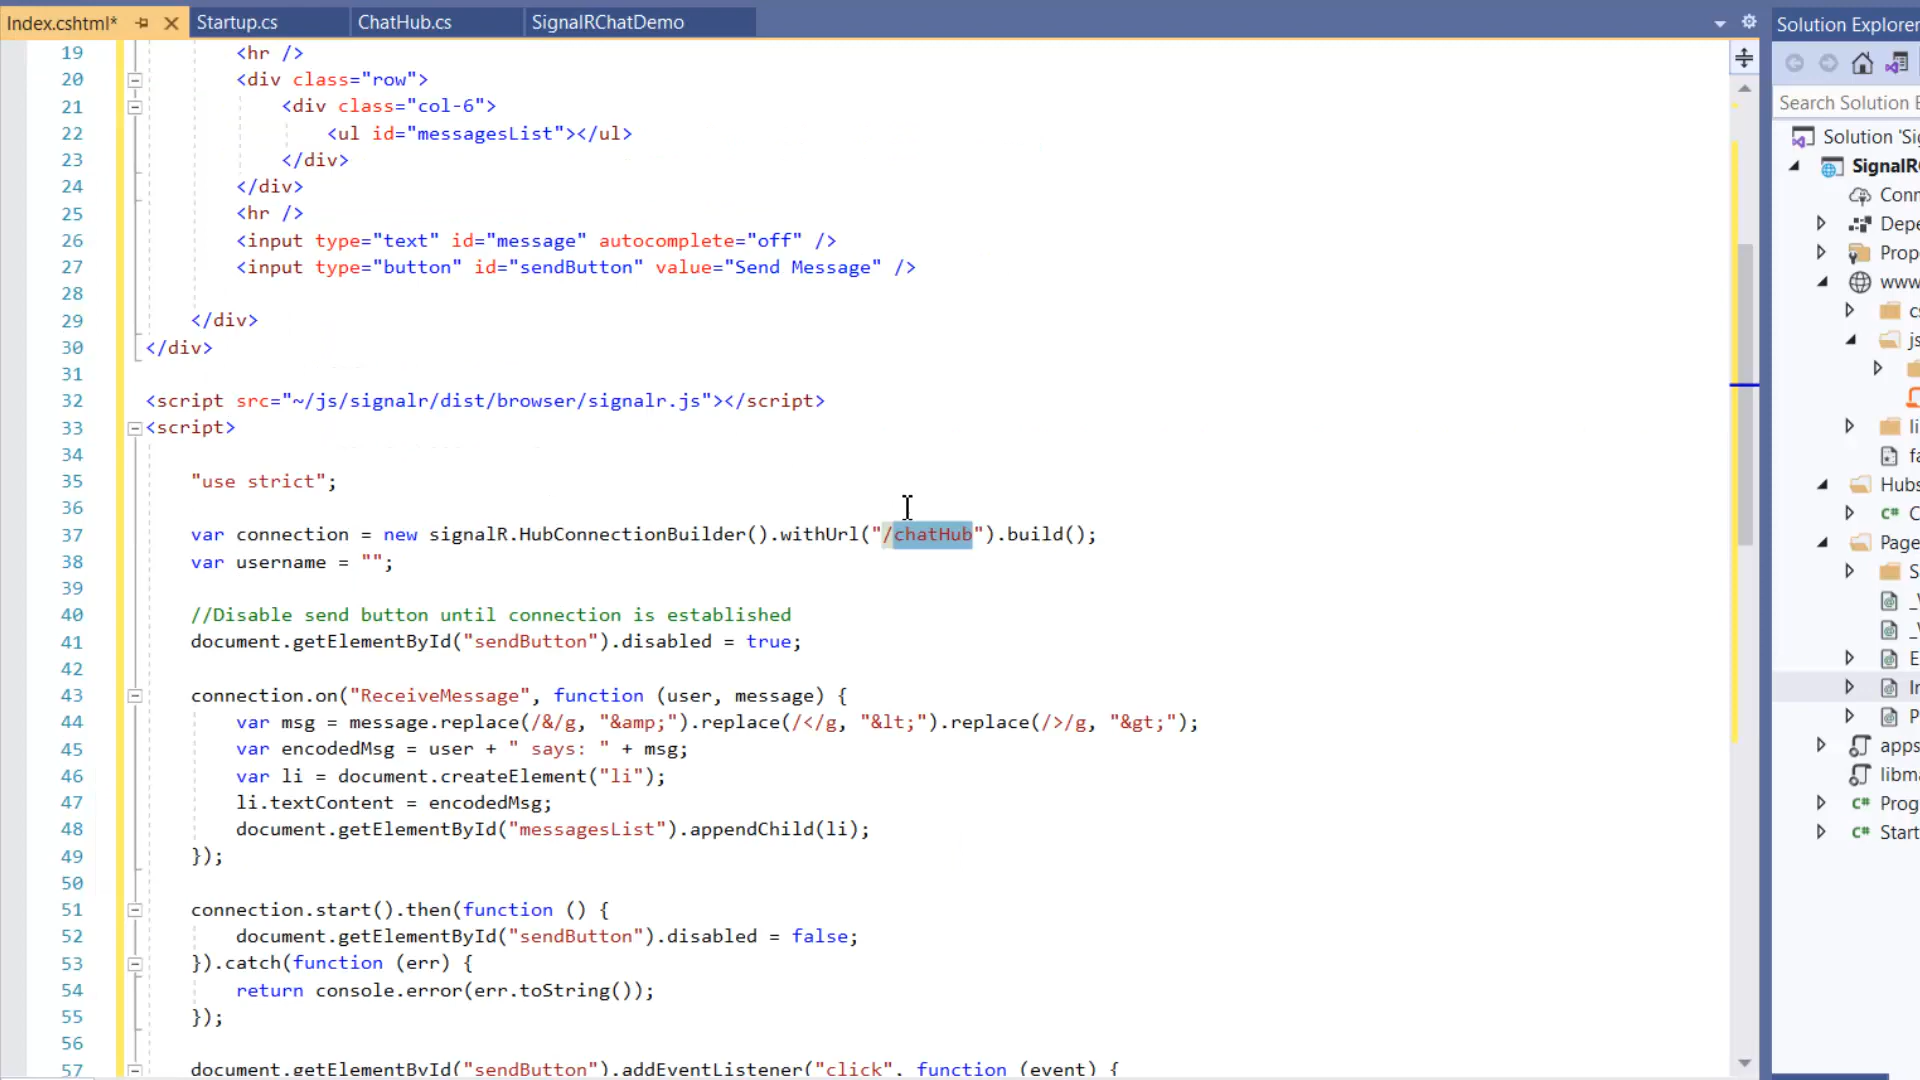 Index.cshtml*
Startup.cs
ChatHub.cs
SignalRChatDemo
Solution Explorer
Search Solution E
Solution 'Sig
SignalR
Conn
Depe
Prop
www
cs
js
li
fa
Hubs
C# C
Page
S
_V
_V
E
In
P
apps
libma
C# Prog
C# Start
19 <hr />
20 <div class="row">
21 <div class="col-6">
22 <ul id="messagesList"></ul>
23 </div>
24 </div>
25 <hr />
26 <input type="text" id="message" autocomplete="off" />
27 <input type="button" id="sendButton" value="Send Message" />
28
29 </div>
30 </div>
31
32 <script src="~/js/signalr/dist/browser/signalr.js"></script>
33 <script>
34
35 "use strict";
36
37 var connection = new signalR.HubConnectionBuilder().withUrl("/chatHub").build();
38 var username = "";
39
40 //Disable send button until connection is established
41 document.getElementById("sendButton").disabled = true;
42
43 connection.on("ReceiveMessage", function (user, message) {
44 var msg = message.replace(/&/g, "&amp;").replace(/</g, "&lt;").replace(/>/g, "&gt;");
45 var encodedMsg = user + " says: " + msg;
46 var li = document.createElement("li");
47 li.textContent = encodedMsg;
48 document.getElementById("messagesList").appendChild(li);
49 });
50
51 connection.start().then(function () {
52 document.getElementById("sendButton").disabled = false;
53 }).catch(function (err) {
54 return console.error(err.toString());
55 });
56
57 document.getElementById("sendButton").addEventListener("click", function (event) {